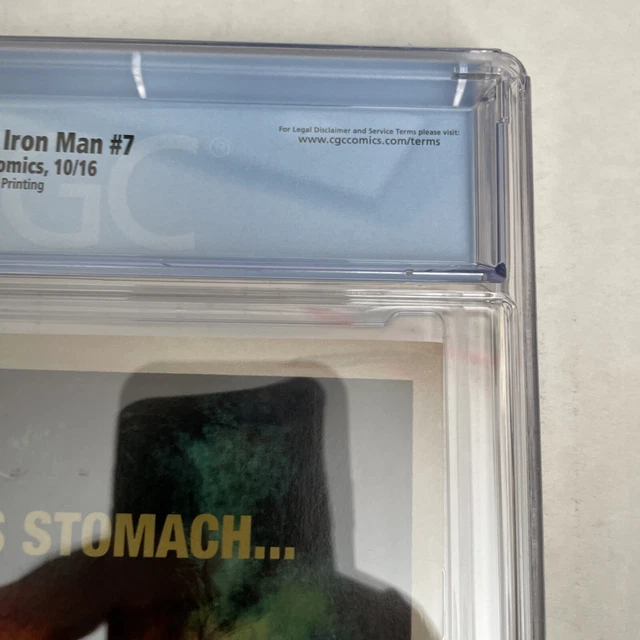 Iron Man #7
omics, 10/16
Printing
GC®
For Legal Disclaimer and Service Terms please visit:
www.cgccomics.com/terms
S STOMACH...